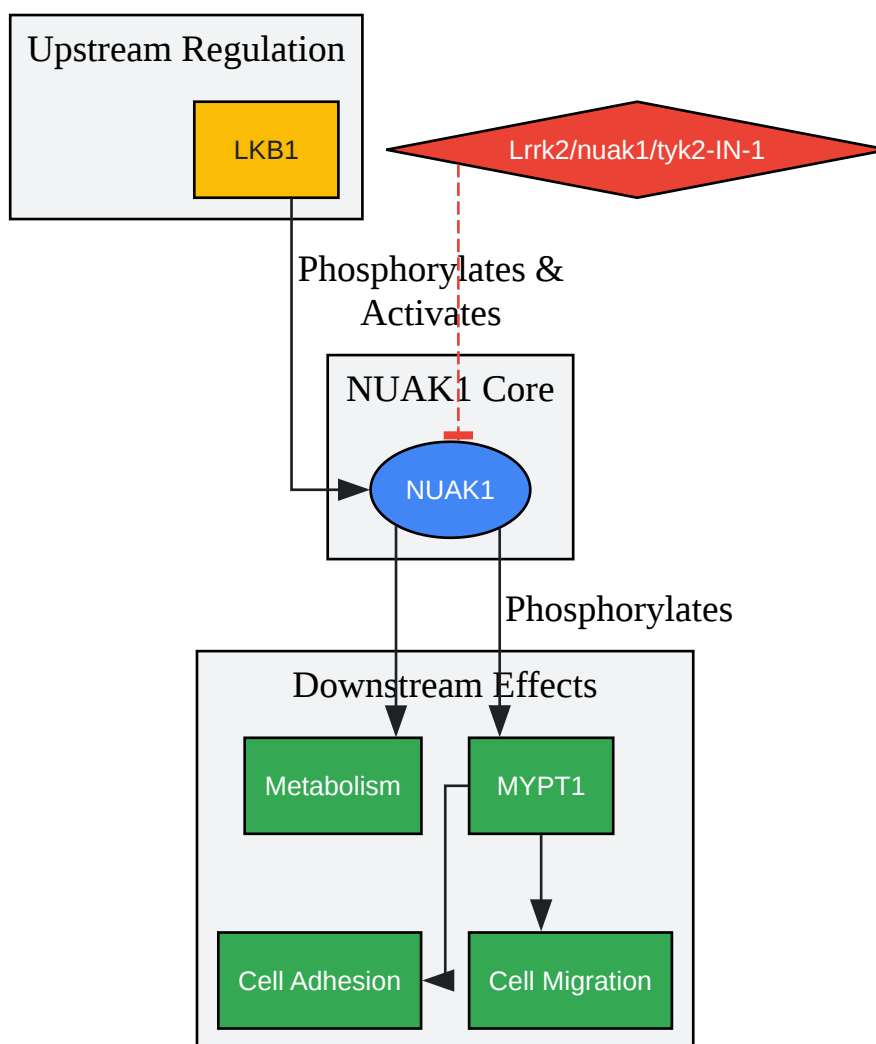 Upstream Regulation
LKB1
Lrrk2/nuak1/tyk2-IN-1
Phosphorylates &
Activates
NUAK1 Core
NUAK1
Phosphorylates
Downstream Effects
Metabolism
MYPT1
Cell Adhesion
Cell Migration